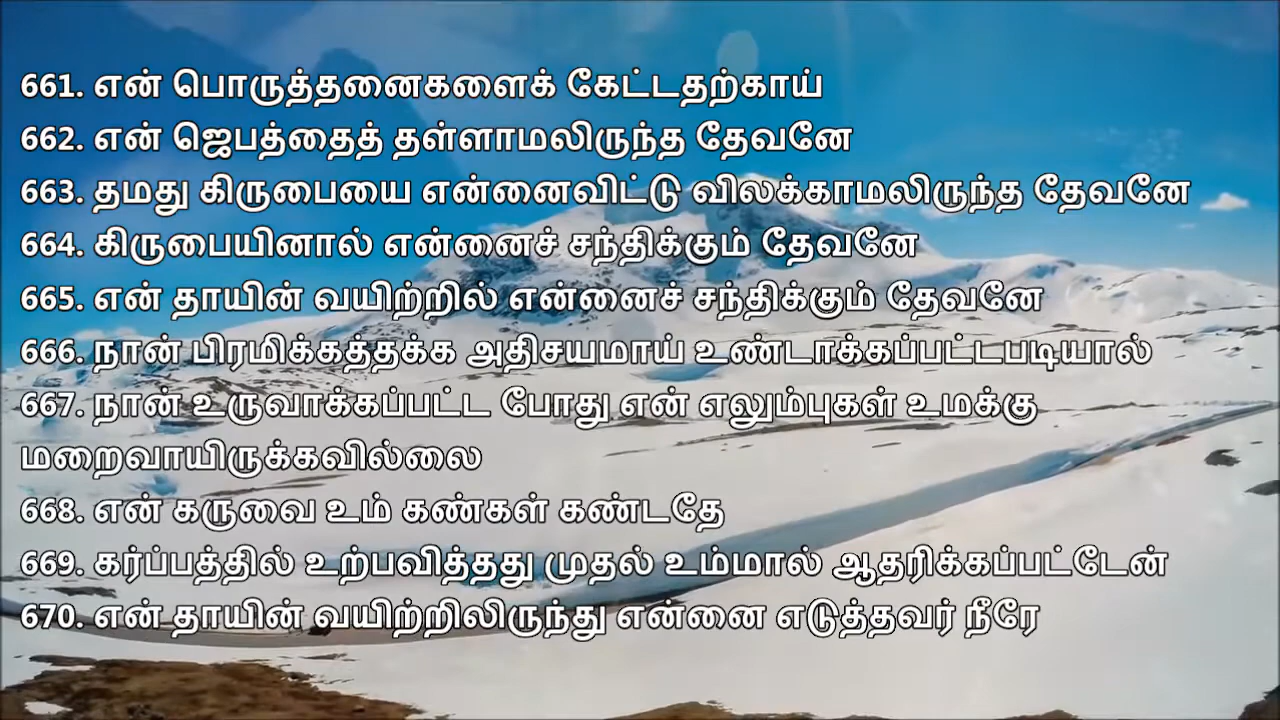 661. என் பொருத்தனைகளைக் கேட்டதற்காய்
662. என் ஜெபத்தைத் தள்ளாமலிருந்த தேவனே
663. தமது கிருபையை என்னைவிட்டு விலக்காமலிருந்த தேவனே
664. கிருபையினால் என்னைச் சந்திக்கும் தேவனே
665. என் தாயின் வயிற்றில் என்னைச் சந்திக்கும் தேவனே
666. நான் பிரமிக்கத்தக்க அதிசயமாய் உண்டாக்கப்பட்டபடியால்
667. நான் உருவாக்கப்பட்ட போது என் எலும்புகள் உமக்கு
மறைவாயிருக்கவில்லை
668. என் கருவை உம் கண்கள் கண்டதே
669. கர்ப்பத்தில் உற்பவித்தது முதல் உம்மால் ஆதரிக்கப்பட்டேன்
670. என் தாயின் வயிற்றிலிருந்து என்னை எடுத்தவர் நீரே